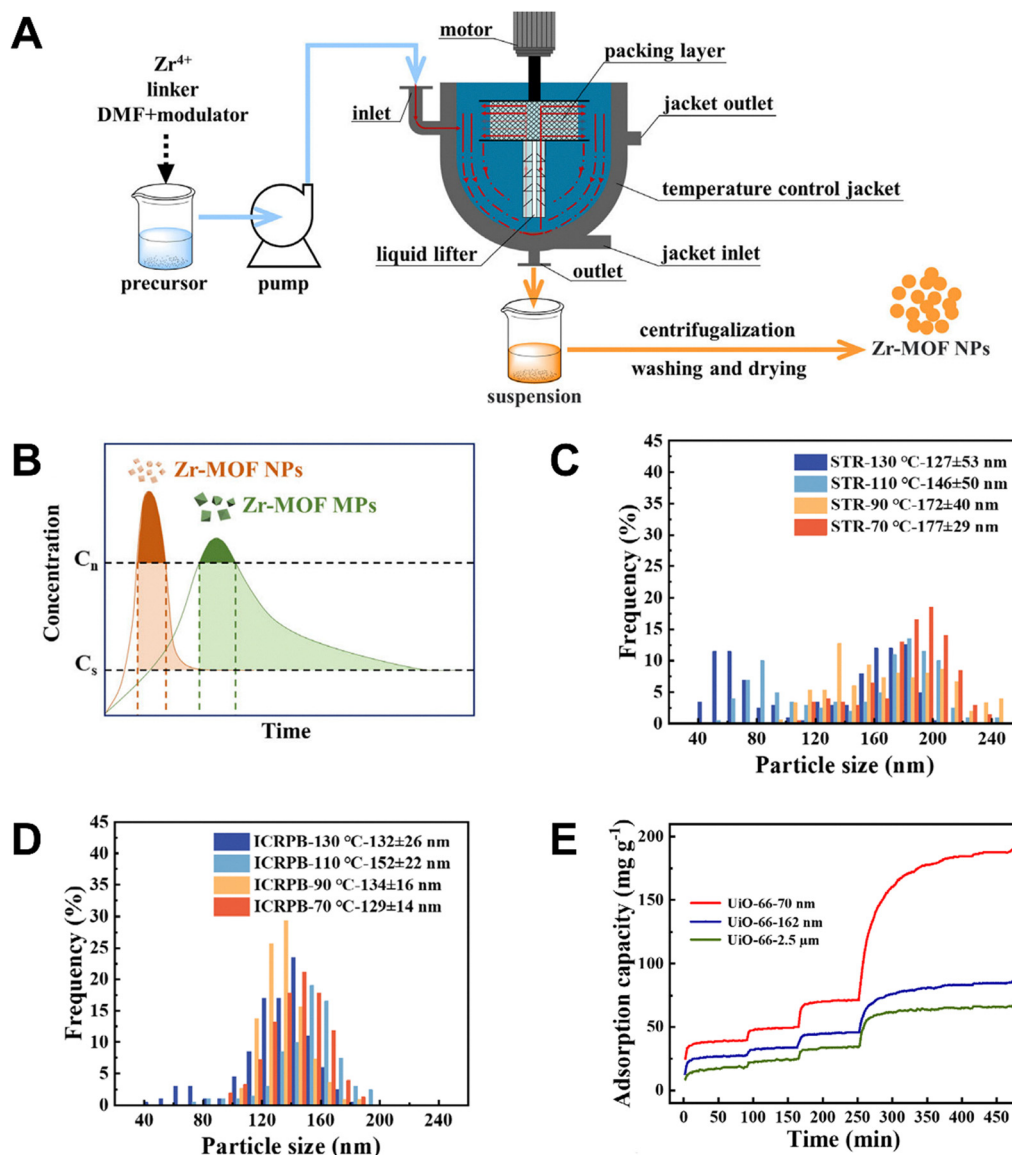 A
Zr⁴⁺
linker
DMF+modulator
precursor
pump
inlet
motor
packing layer
jacket outlet
temperature control jacket
liquid lifter
jacket inlet
outlet
suspension
centrifugalization
washing and drying
Zr-MOF NPs
B
Zr-MOF NPs
Zr-MOF MPs
Cₙ
Cₛ
Concentration
Time
C
STR-130 °C-127±53 nm
STR-110 °C-146±50 nm
STR-90 °C-172±40 nm
STR-70 °C-177±29 nm
45
40
35
30
25
20
15
10
5
0
Frequency (%)
40 80 120 160 200 240
Particle size (nm)
D
ICRPB-130 °C-132±26 nm
ICRPB-110 °C-152±22 nm
ICRPB-90 °C-134±16 nm
ICRPB-70 °C-129±14 nm
45
40
35
30
25
20
15
10
5
0
Frequency (%)
40 80 120 160 200 240
Particle size (nm)
E
UiO-66-70 nm
UiO-66-162 nm
UiO-66-2.5 μm
200
150
100
50
0
Adsorption capacity (mg g⁻¹)
0 50 100 150 200 250 300 350 400 450
Time (min)